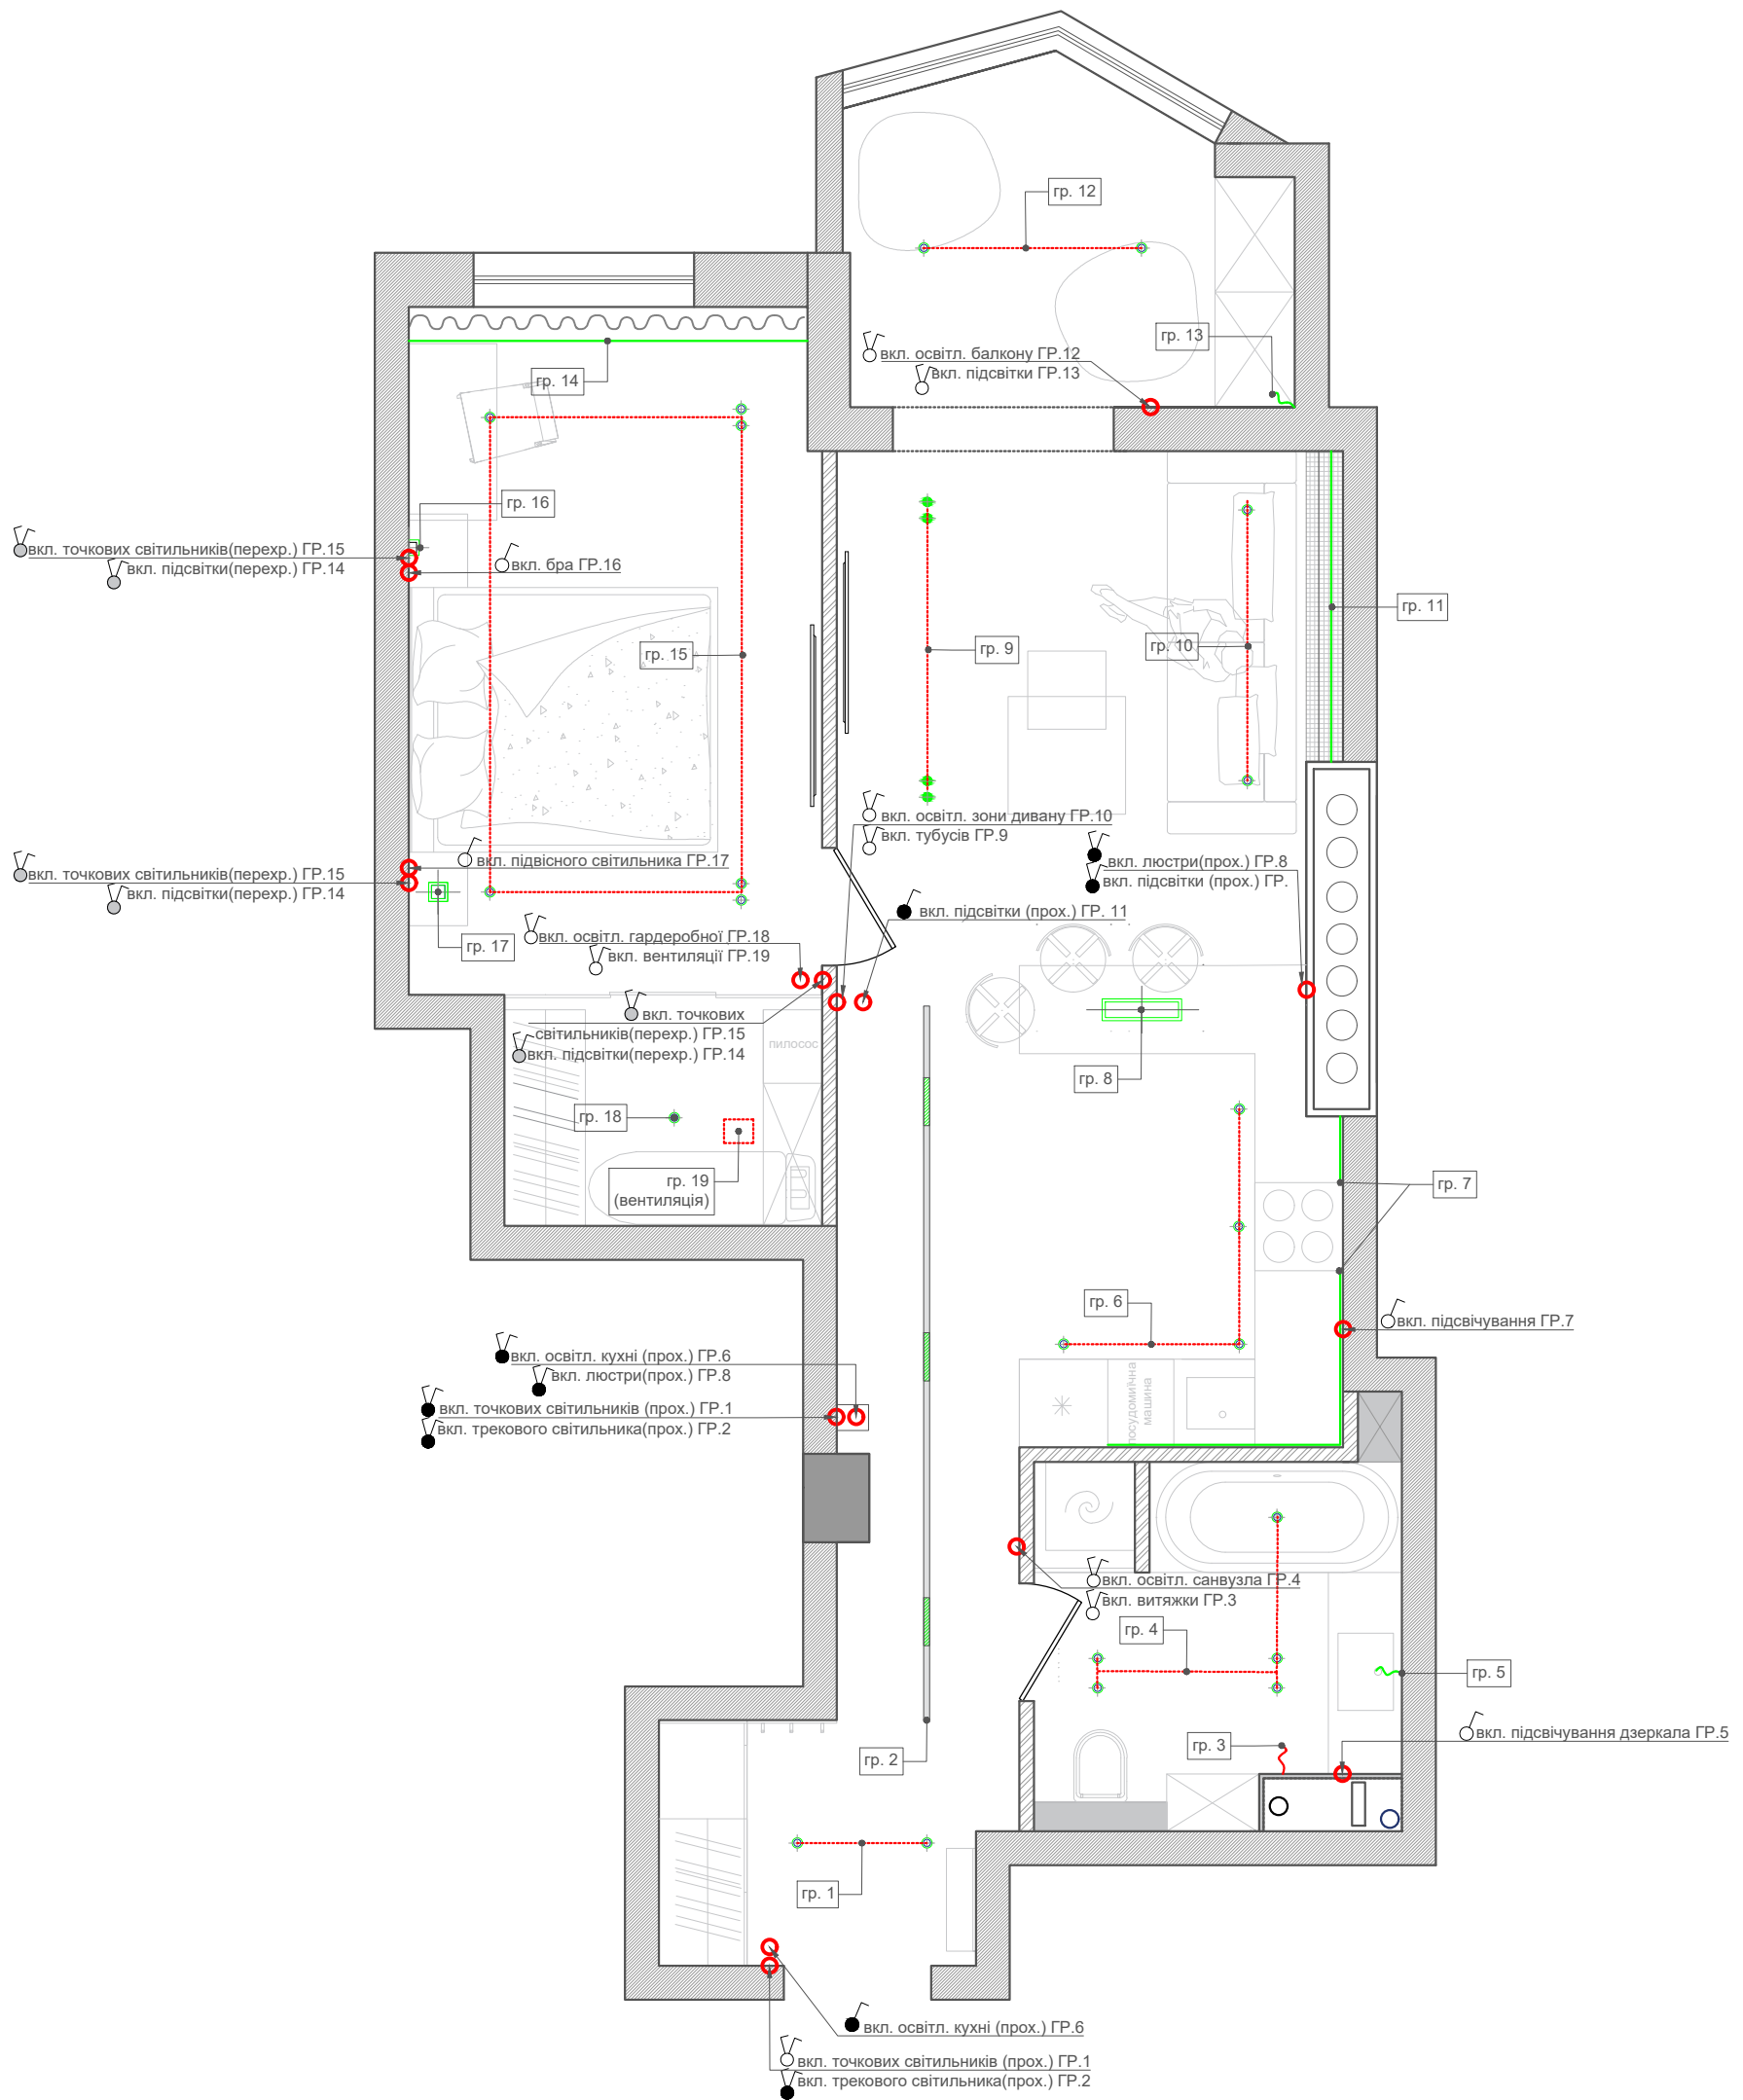 гр. 12
гр. 13
вкл. освітл. балкону ГР.12
вкл. підсвітки ГР.13
гр. 14
гр. 16
вкл. точкових світильників(перехр.) ГР.15
вкл. підсвітки(перехр.) ГР.14
вкл. бра ГР.16
гр. 11
гр. 15
гр. 9
гр. 10
вкл. освітл. зони дивану ГР.10
вкл. тубусів ГР.9
вкл. підвісного світильника ГР.17
вкл. точкових світильників(перехр.) ГР.15
вкл. підсвітки(перехр.) ГР.14
вкл. люстри(прох.) ГР.8
вкл. підсвітки (прох.) ГР.
вкл. підсвітки (прох.) ГР. 11
гр. 17
вкл. освітл. гардеробної ГР.18
вкл. вентиляції ГР.19
вкл. точкових
світильників(перехр.) ГР.15
вкл. підсвітки(перехр.) ГР.14
пилосос
гр. 8
гр. 18
гр. 19
(вентиляція)
гр. 7
гр. 6
вкл. підсвічування ГР.7
вкл. освітл. кухні (прох.) ГР.6
вкл. люстри(прох.) ГР.8
вкл. точкових світильників (прох.) ГР.1
вкл. трекового світильника(прох.) ГР.2
посудомийчна
машина
вкл. освітл. санвузла ГР.4
вкл. витяжки ГР.3
гр. 4
гр. 5
вкл. підсвічування дзеркала ГР.5
гр. 3
гр. 2
гр. 1
вкл. освітл. кухні (прох.) ГР.6
вкл. точкових світильників (прох.) ГР.1
вкл. трекового світильника(прох.) ГР.2